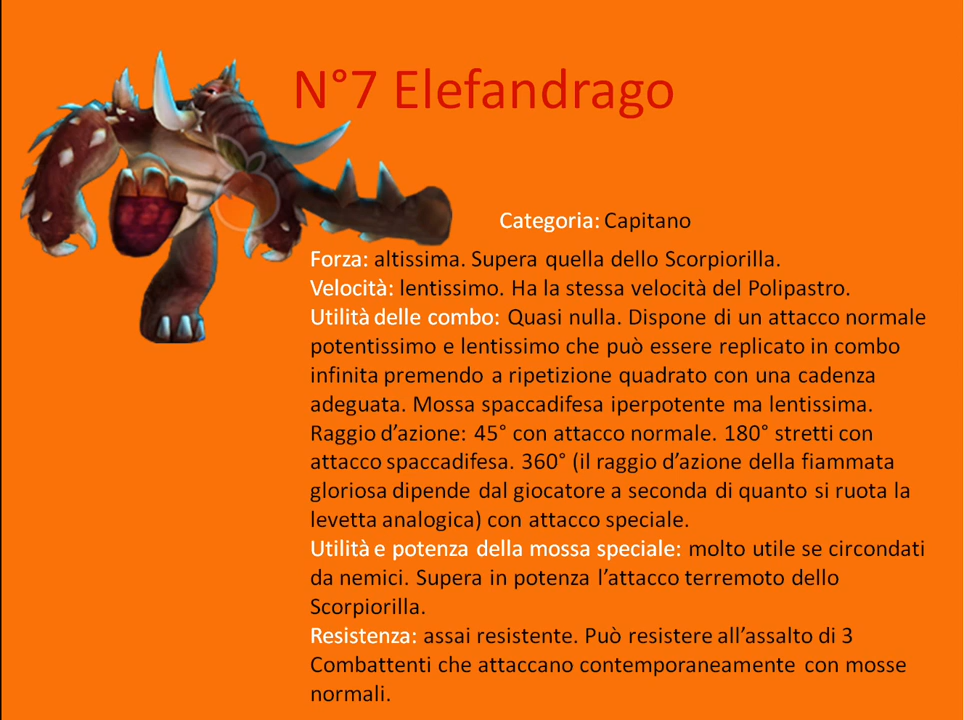 N°7 Elefandrago
Categoria: Capitano
Forza: altissima. Supera quella dello Scorpiorilla.
Velocità: lentissimo. Ha la stessa velocità del Polipastro.
Utilità delle combo: Quasi nulla. Dispone di un attacco normale
potentissimo e lentissimo che può essere replicato in combo
infinita premendo a ripetizione quadrato con una cadenza
adeguata. Mossa spaccadifesa iperpotente ma lentissima.
Raggio d’azione: 45° con attacco normale. 180° stretti con
attacco spaccadifesa. 360° (il raggio d’azione della fiammata
gloriosa dipende dal giocatore a seconda di quanto si ruota la
levetta analogica) con attacco speciale.
Utilità e potenza della mossa speciale: molto utile se circondati
da nemici. Supera in potenza l’attacco terremoto dello
Scorpiorilla.
Resistenza: assai resistente. Può resistere all’assalto di 3
Combattenti che attaccano contemporaneamente con mosse
normali.